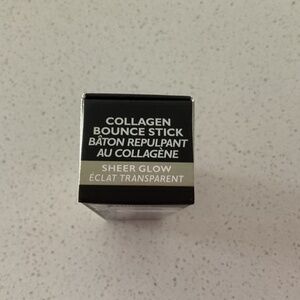 COLLAGEN
BOUNCE STICK
BÂTON REPULPANT
AU COLLAGÈNE
SHEER GLOW
ÉCLAT TRANSPARENT